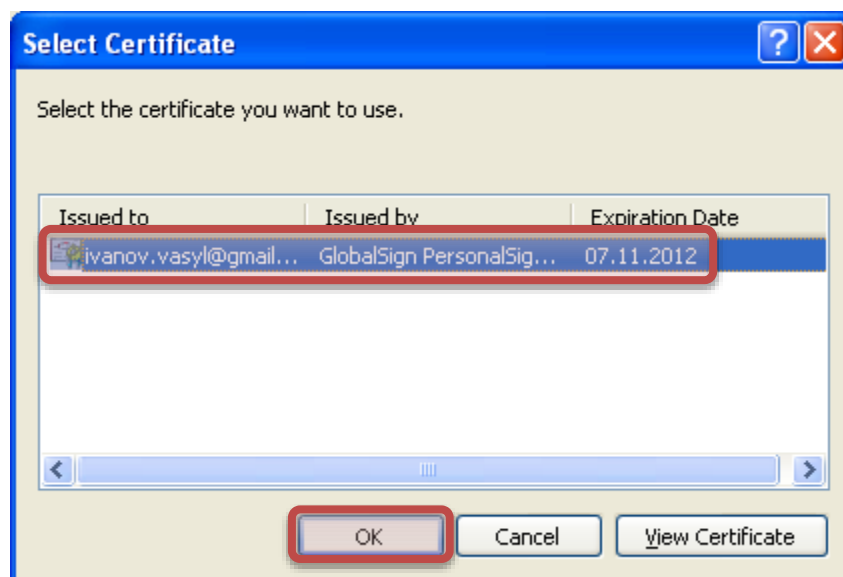 Select Certificate
Select the certificate you want to use.
Issued to Issued by Expiration Date
ivanov.vasyl@gmail... GlobalSign PersonalSig... 07.11.2012
OK Cancel View Certificate